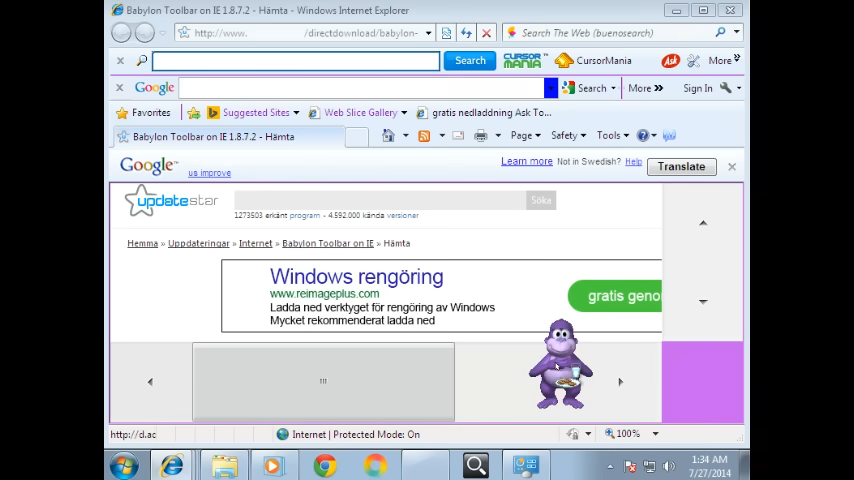 Babylon Toolbar on IE 1.8.7.2 - Hämta - Windows Internet Explorer
http://www. /directdownload/babylon- Search The Web (buenosearch)
Search CURSOR MANIA CursorMania Ask More
Google Search More Sign In
Favorites Suggested Sites Web Slice Gallery gratis nedladdning Ask To...
Babylon Toolbar on IE 1.8.7.2 - Hämta Page Safety Tools
Google Learn more Not in Swedish? Help Translate
us improve
updatestar Söka
1273503 erkänt program - 4.592.000 kända versioner
Hemma » Uppdateringar » Internet » Babylon Toolbar on IE » Hämta
Windows rengöring
www.reimageplus.com
Ladda ned verktyget för rengöring av Windows
Mycket rekommenderat ladda ned
gratis geno
http://d.ac Internet | Protected Mode: On 100%
1:34 AM
7/27/2014